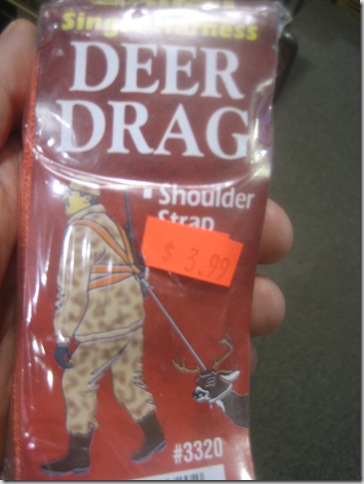 Single Harness
DEER
DRAG
Shoulder
Strap
$3.99
#3320